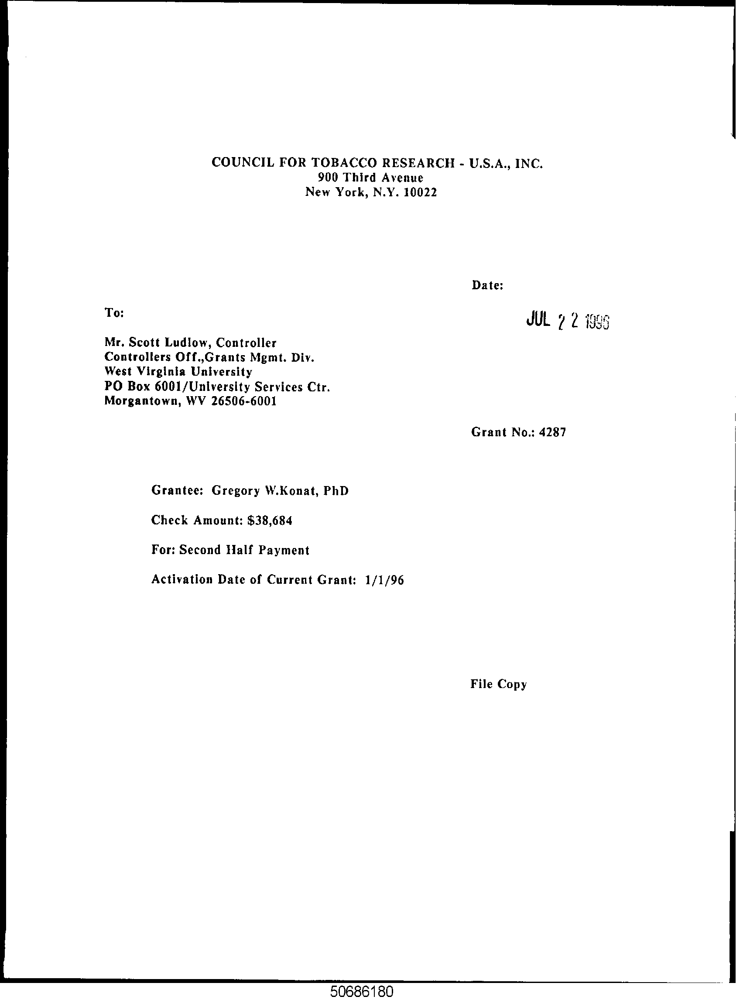 COUNCIL FOR TOBACCO RESEARCH - U.S.A., INC.
900 Third Avenue
New York, N.Y. 10022
Date:
To:
JUL 22 1996
Mr. Scott Ludlow, Controller
Controllers Off.,Grants Mgmt. Div.
West Virginia University
PO Box 6001/University Services Ctr.
Morgantown, WV 26506-6001
Grant No.: 4287
Grantee: Gregory W.Konat, PhD
Check Amount: $38,684
For: Second Half Payment
Activation Date of Current Grant: 1/1/96
File Copy
50686180